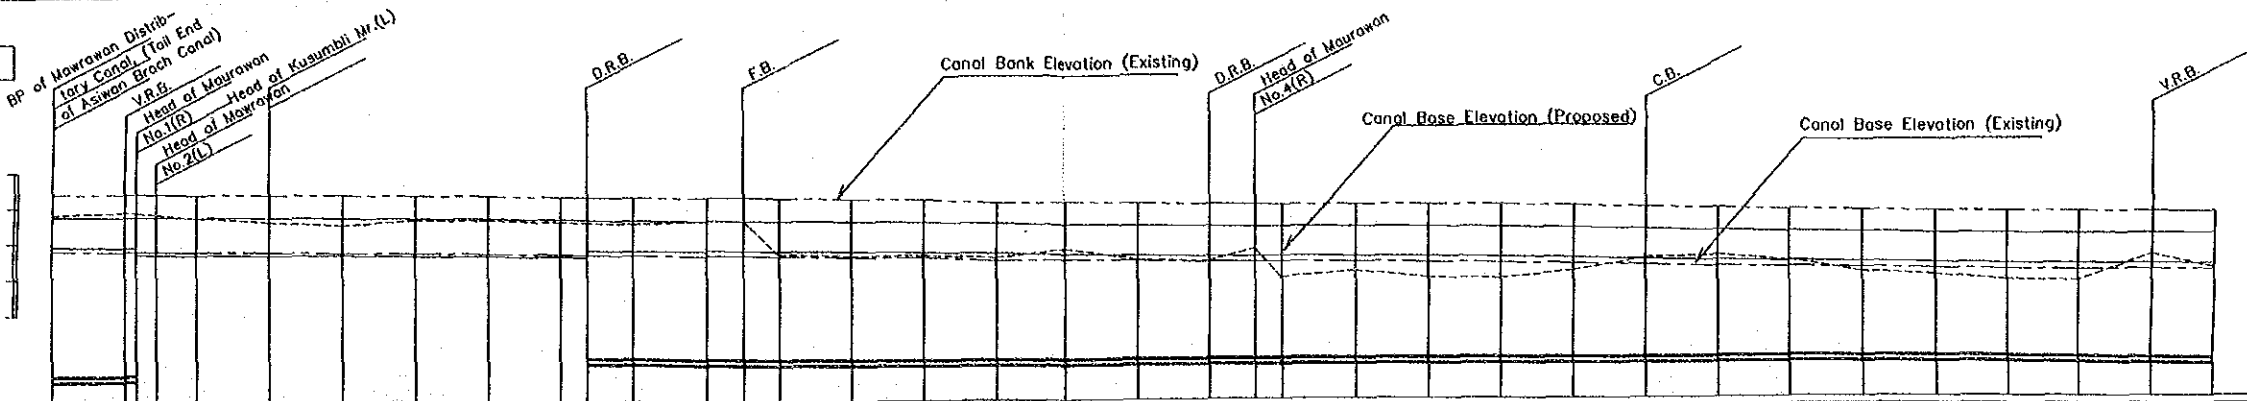 BP of Mawrawan Distrib-
tary Canal, (Tail End
of Asiwan Brach Canal)
V.R.B.
Head of Maurawan
No.1(R)
Head of Kusumbli Mr.(L)
Head of Mawrawan
No.2(L)
D.R.B.
F.B.
Canal Bank Elevation (Existing)
D.R.B.
Head of Maurawan
No.4(R)
Canal Base Elevation (Proposed)
C.B.
Canal Base Elevation (Existing)
V.R.B.